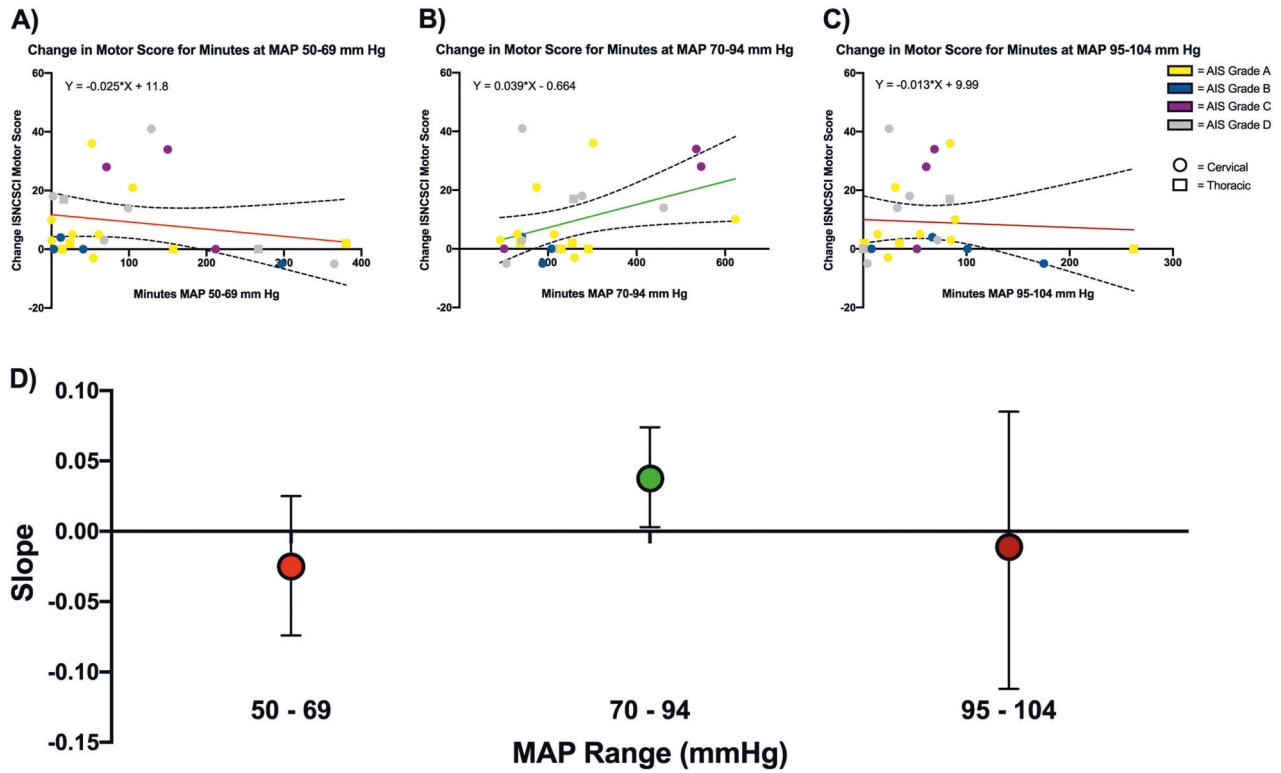 A)
Change in Motor Score for Minutes at MAP 50-69 mm Hg
Y = -0.025*X + 11.8
Change ISNCSCI Motor Score
60
40
20
0
-20
100
200
300
400
Minutes MAP 50-69 mm Hg
B)
Change in Motor Score for Minutes at MAP 70-94 mm Hg
Y = 0.039*X - 0.664
Change ISNCSCI Motor Score
60
40
20
0
-20
200
400
600
Minutes MAP 70-94 mm Hg
C)
Change in Motor Score for Minutes at MAP 95-104 mm Hg
Y = -0.013*X + 9.99
Change ISNCSCI Motor Score
60
40
20
0
-20
100
200
300
Minutes MAP 95-104 mm Hg
= AIS Grade A
= AIS Grade B
= AIS Grade C
= AIS Grade D
= Cervical
= Thoracic
D)
Slope
0.10
0.05
0.00
-0.05
-0.10
-0.15
50 - 69
70 - 94
95 - 104
MAP Range (mmHg)